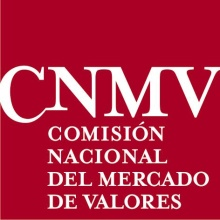 CNMV
COMISIÓN
NACIONAL
DEL MERCADO
DE VALORES